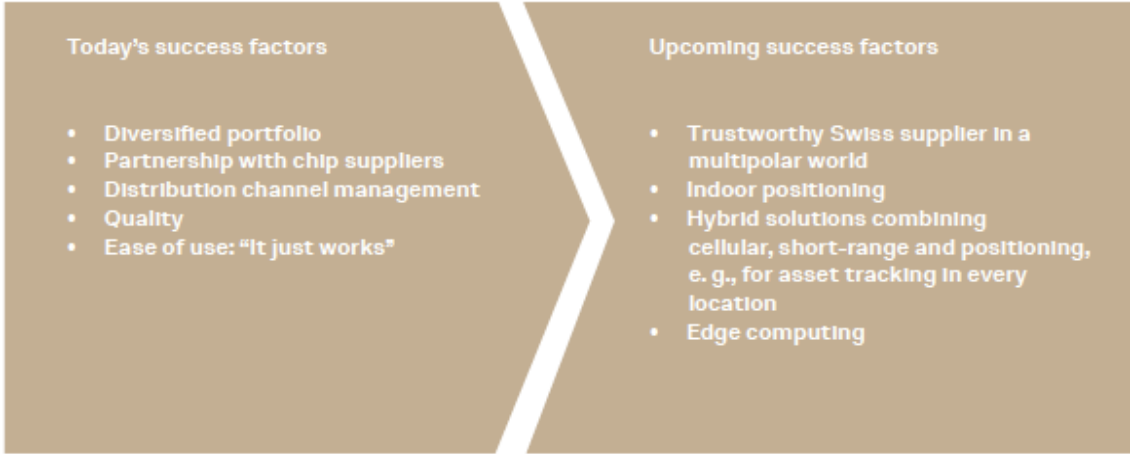 Today's success factors
• Diversified portfolio
• Partnership with chip suppliers
• Distribution channel management
• Quality
• Ease of use: “It just works”
Upcoming success factors
• Trustworthy Swiss supplier in a
multipolar world
• Indoor positioning
• Hybrid solutions combining
cellular, short-range and positioning,
e. g., for asset tracking in every
location
• Edge computing